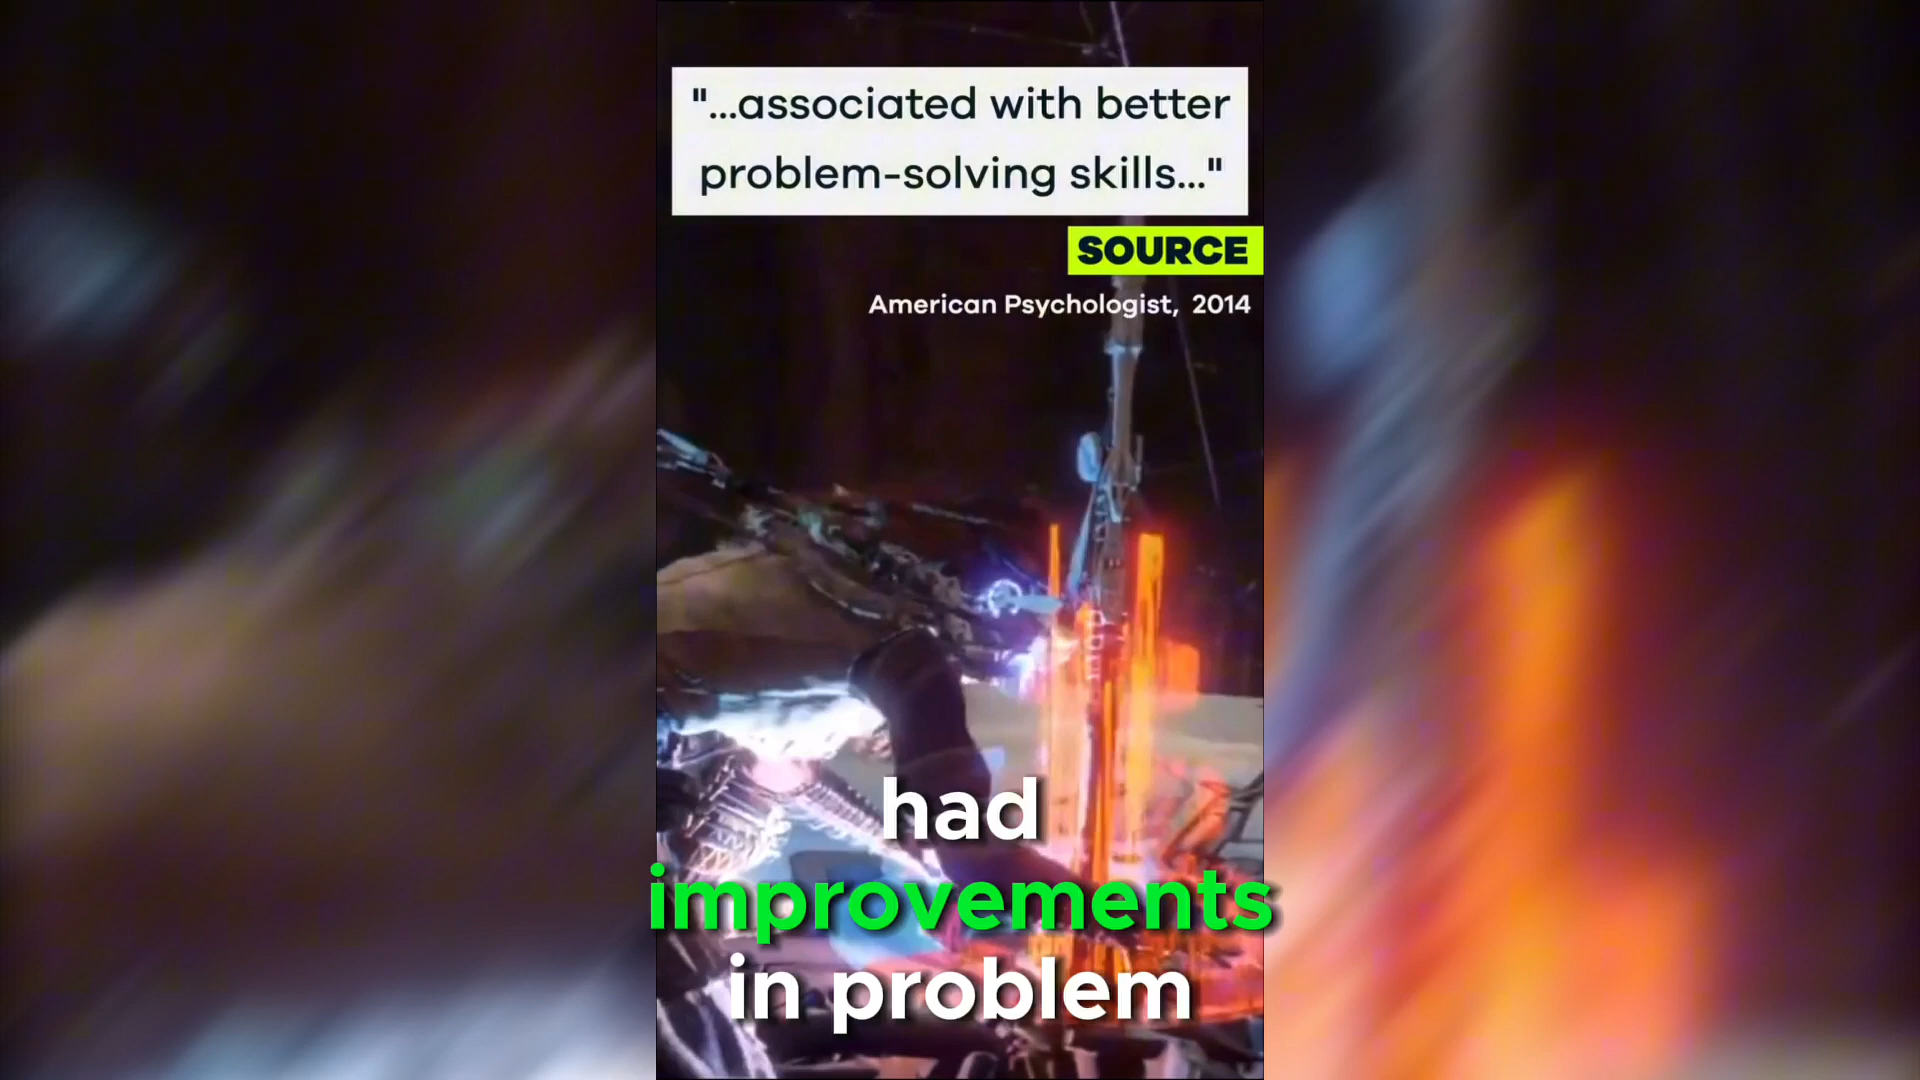 "...associated with better
problem-solving skills..."
SOURCE
American Psychologist, 2014
had
improvements
in problem